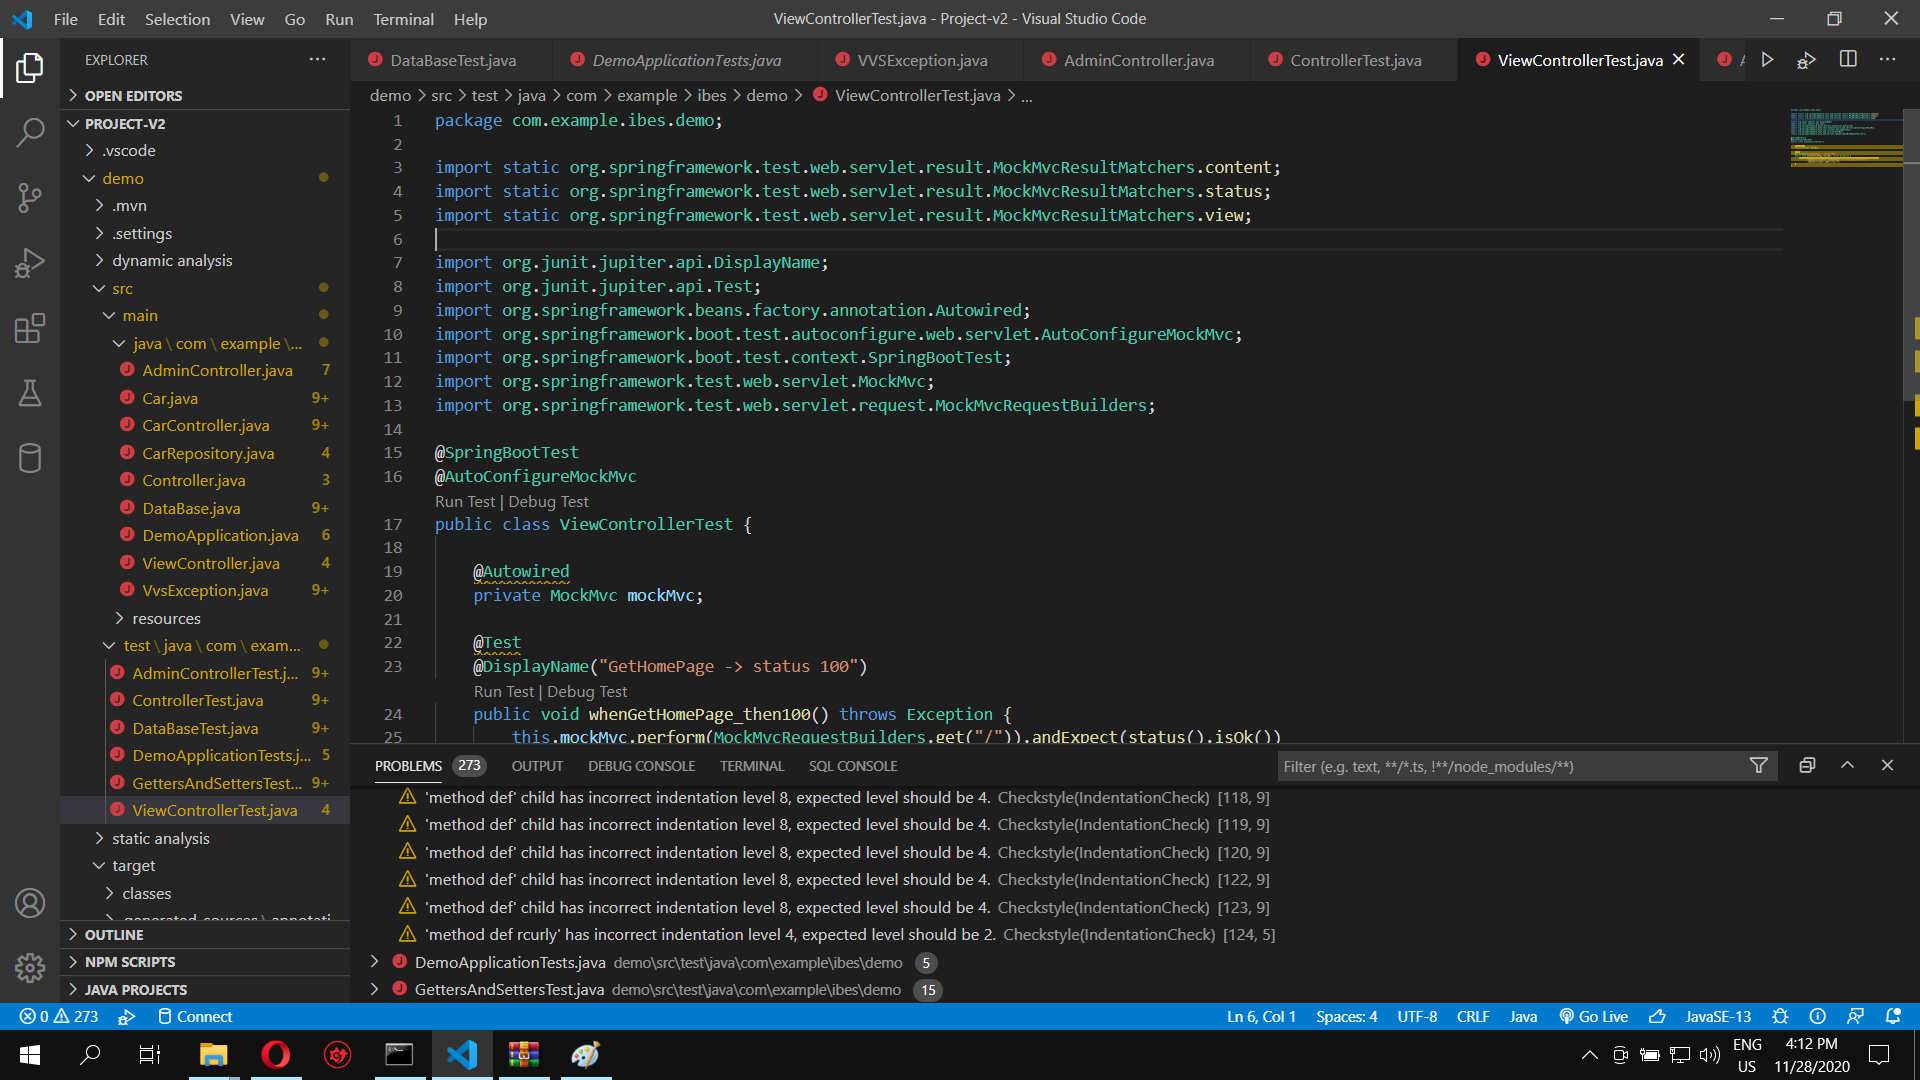 File Edit Selection View Go Run Terminal Help
ViewControllerTest.java - Project-v2 - Visual Studio Code
EXPLORER
DataBaseTest.java
DemoApplicationTests.java
VVSException.java
AdminController.java
ControllerTest.java
ViewControllerTest.java
OPEN EDITORS
PROJECT-V2
.vscode
demo
.mvn
.settings
dynamic analysis
src
main
java \ com \ example \...
AdminController.java 7
Car.java 9+
CarController.java 9+
CarRepository.java 4
Controller.java 3
DataBase.java 9+
DemoApplication.java 6
ViewController.java 4
VvsException.java 9+
resources
test \ java \ com \ exam...
AdminControllerTest.j... 9+
ControllerTest.java 9+
DataBaseTest.java 9+
DemoApplicationTests.j... 5
GettersAndSettersTest... 9+
ViewControllerTest.java 4
static analysis
target
classes
generated-sources \ annotati
OUTLINE
NPM SCRIPTS
JAVA PROJECTS
demo > src > test > java > com > example > ibes > demo > ViewControllerTest.java > ...
1 package com.example.ibes.demo;
2
3 import static org.springframework.test.web.servlet.result.MockMvcResultMatchers.content;
4 import static org.springframework.test.web.servlet.result.MockMvcResultMatchers.status;
5 import static org.springframework.test.web.servlet.result.MockMvcResultMatchers.view;
6
7 import org.junit.jupiter.api.DisplayName;
8 import org.junit.jupiter.api.Test;
9 import org.springframework.beans.factory.annotation.Autowired;
10 import org.springframework.boot.test.autoconfigure.web.servlet.AutoConfigureMockMvc;
11 import org.springframework.boot.test.context.SpringBootTest;
12 import org.springframework.test.web.servlet.MockMvc;
13 import org.springframework.test.web.servlet.request.MockMvcRequestBuilders;
14
15 @SpringBootTest
16 @AutoConfigureMockMvc
Run Test | Debug Test
17 public class ViewControllerTest {
18
19 @Autowired
20 private MockMvc mockMvc;
21
22 @Test
23 @DisplayName("GetHomePage -> status 100")
Run Test | Debug Test
24 public void whenGetHomePage_then100() throws Exception {
25 this.mockMvc.perform(MockMvcRequestBuilders.get("/")).andExpect(status().isOk())
PROBLEMS 273 OUTPUT DEBUG CONSOLE TERMINAL SQL CONSOLE
Filter (e.g. text, **/*.ts, !**/node_modules/**)
'method def' child has incorrect indentation level 8, expected level should be 4. Checkstyle(IndentationCheck) [118, 9]
'method def' child has incorrect indentation level 8, expected level should be 4. Checkstyle(IndentationCheck) [119, 9]
'method def' child has incorrect indentation level 8, expected level should be 4. Checkstyle(IndentationCheck) [120, 9]
'method def' child has incorrect indentation level 8, expected level should be 4. Checkstyle(IndentationCheck) [122, 9]
'method def' child has incorrect indentation level 8, expected level should be 4. Checkstyle(IndentationCheck) [123, 9]
'method def rcurly' has incorrect indentation level 4, expected level should be 2. Checkstyle(IndentationCheck) [124, 5]
DemoApplicationTests.java demo\src\test\java\com\example\ibes\demo 5
GettersAndSettersTest.java demo\src\test\java\com\example\ibes\demo 15
0 273 Connect
Ln 6, Col 1 Spaces: 4 UTF-8 CRLF Java Go Live JavaSE-13
ENG
US
4:12 PM
11/28/2020